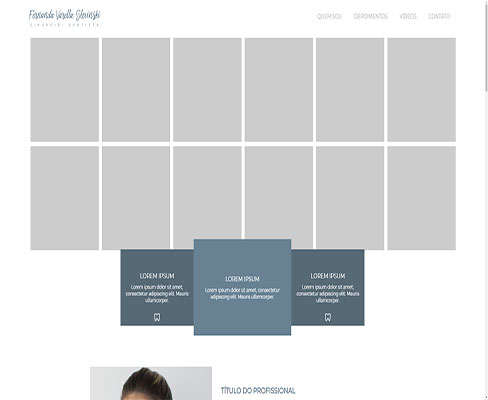 Fernanda Varella
CIRURGIÃ DENTISTA
QUEM SOU DEPOIMENTOS VÍDEOS CONTATO
LOREM IPSUM
Lorem ipsum dolor sit amet,
consectetur adipiscing elit. Mauris
ullamcorper.
LOREM IPSUM
Lorem ipsum dolor sit amet, consectetur
adipiscing elit. Mauris ullamcorper.
LOREM IPSUM
Lorem ipsum dolor sit amet,
consectetur adipiscing elit. Mauris
ullamcorper.
TÍTULO DO PROFISSIONAL